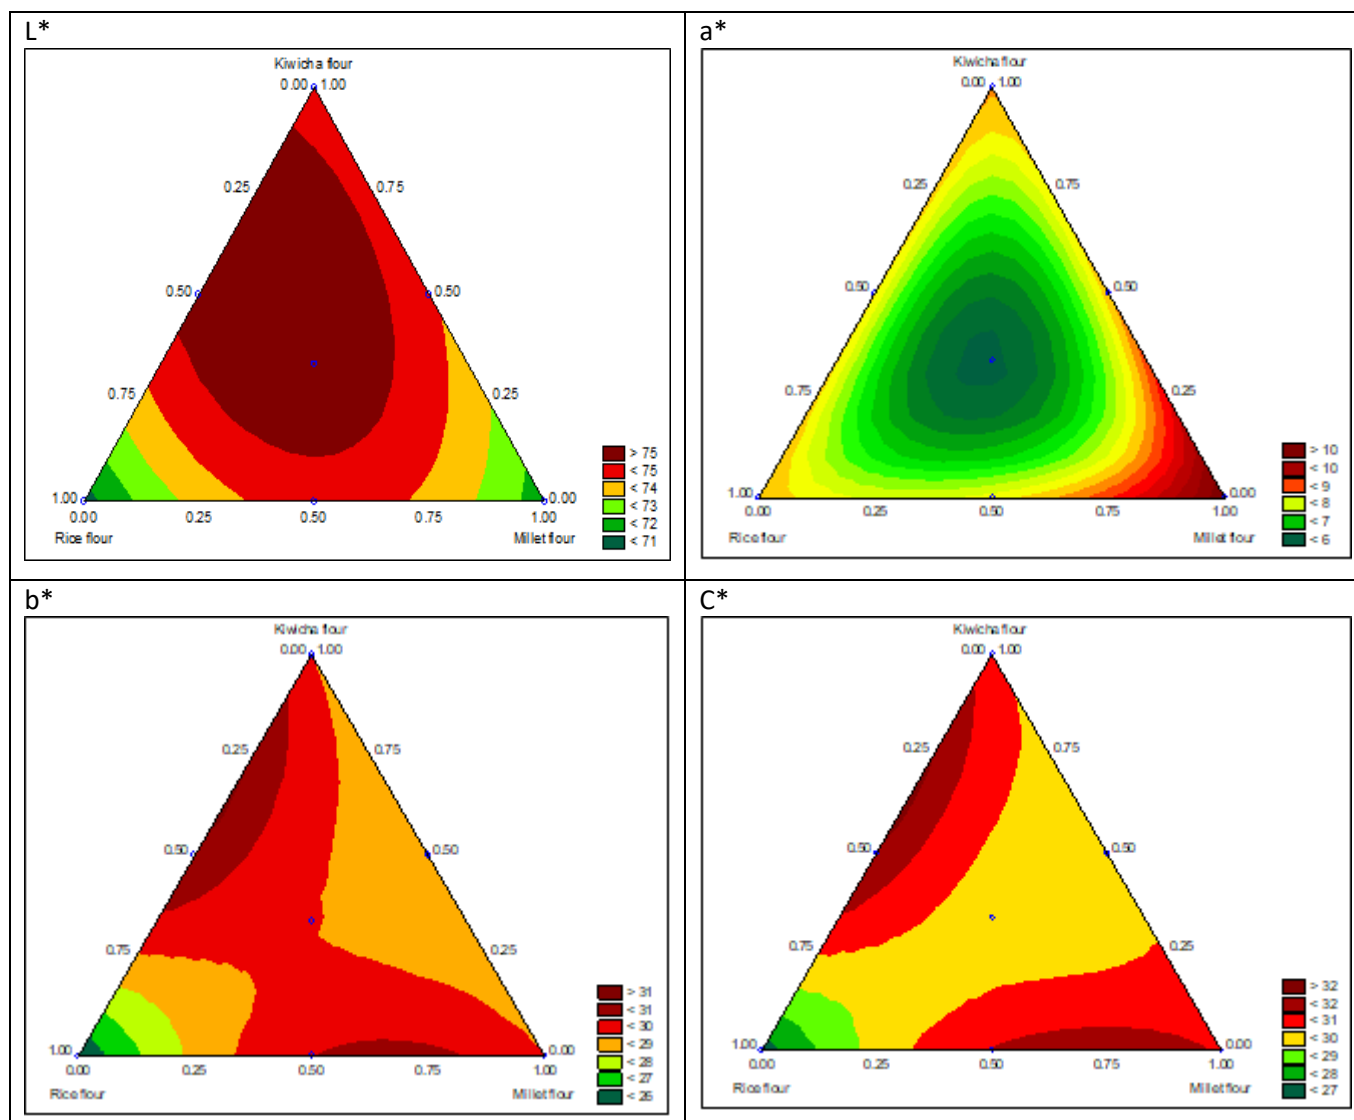 L*
Kiwicha flour
0.00 1.00
0.25 0.75
0.50 0.50
0.75 0.25
1.00 0.00
0.00 0.25 0.50 0.75 1.00
Rice flour Millet flour
> 75
< 75
< 74
< 73
< 72
< 71
a*
Kiwicha flour
0.00 1.00
0.25 0.75
0.50 0.50
0.75 0.25
1.00 0.00
0.00 0.25 0.50 0.75 1.00
Rice flour Millet flour
> 10
< 10
< 9
< 8
< 7
< 6
b*
Kiwicha flour
0.00 1.00
0.25 0.75
0.50 0.50
0.75 0.25
1.00 0.00
0.00 0.25 0.50 0.75 1.00
Rice flour Millet flour
> 31
< 31
< 30
< 29
< 28
< 27
< 26
C*
Kiwicha flour
0.00 1.00
0.25 0.75
0.50 0.50
0.75 0.25
1.00 0.00
0.00 0.25 0.50 0.75 1.00
Rice flour Millet flour
> 32
< 32
< 31
< 30
< 29
< 28
< 27